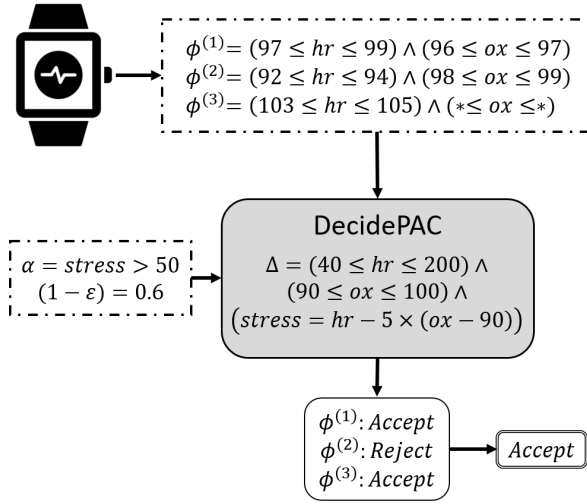 ϕ⁽¹⁾= (97 ≤ hr ≤ 99) ∧ (96 ≤ ox ≤ 97)
ϕ⁽²⁾= (92 ≤ hr ≤ 94) ∧ (98 ≤ ox ≤ 99)
ϕ⁽³⁾= (103 ≤ hr ≤ 105) ∧ (∗≤ ox ≤∗)
DecidePAC
Δ = (40 ≤ hr ≤ 200) ∧
(90 ≤ ox ≤ 100) ∧
(stress = hr − 5 × (ox − 90))
α = stress > 50
(1 − ε) = 0.6
ϕ⁽¹⁾: Accept
ϕ⁽²⁾: Reject
ϕ⁽³⁾: Accept
Accept